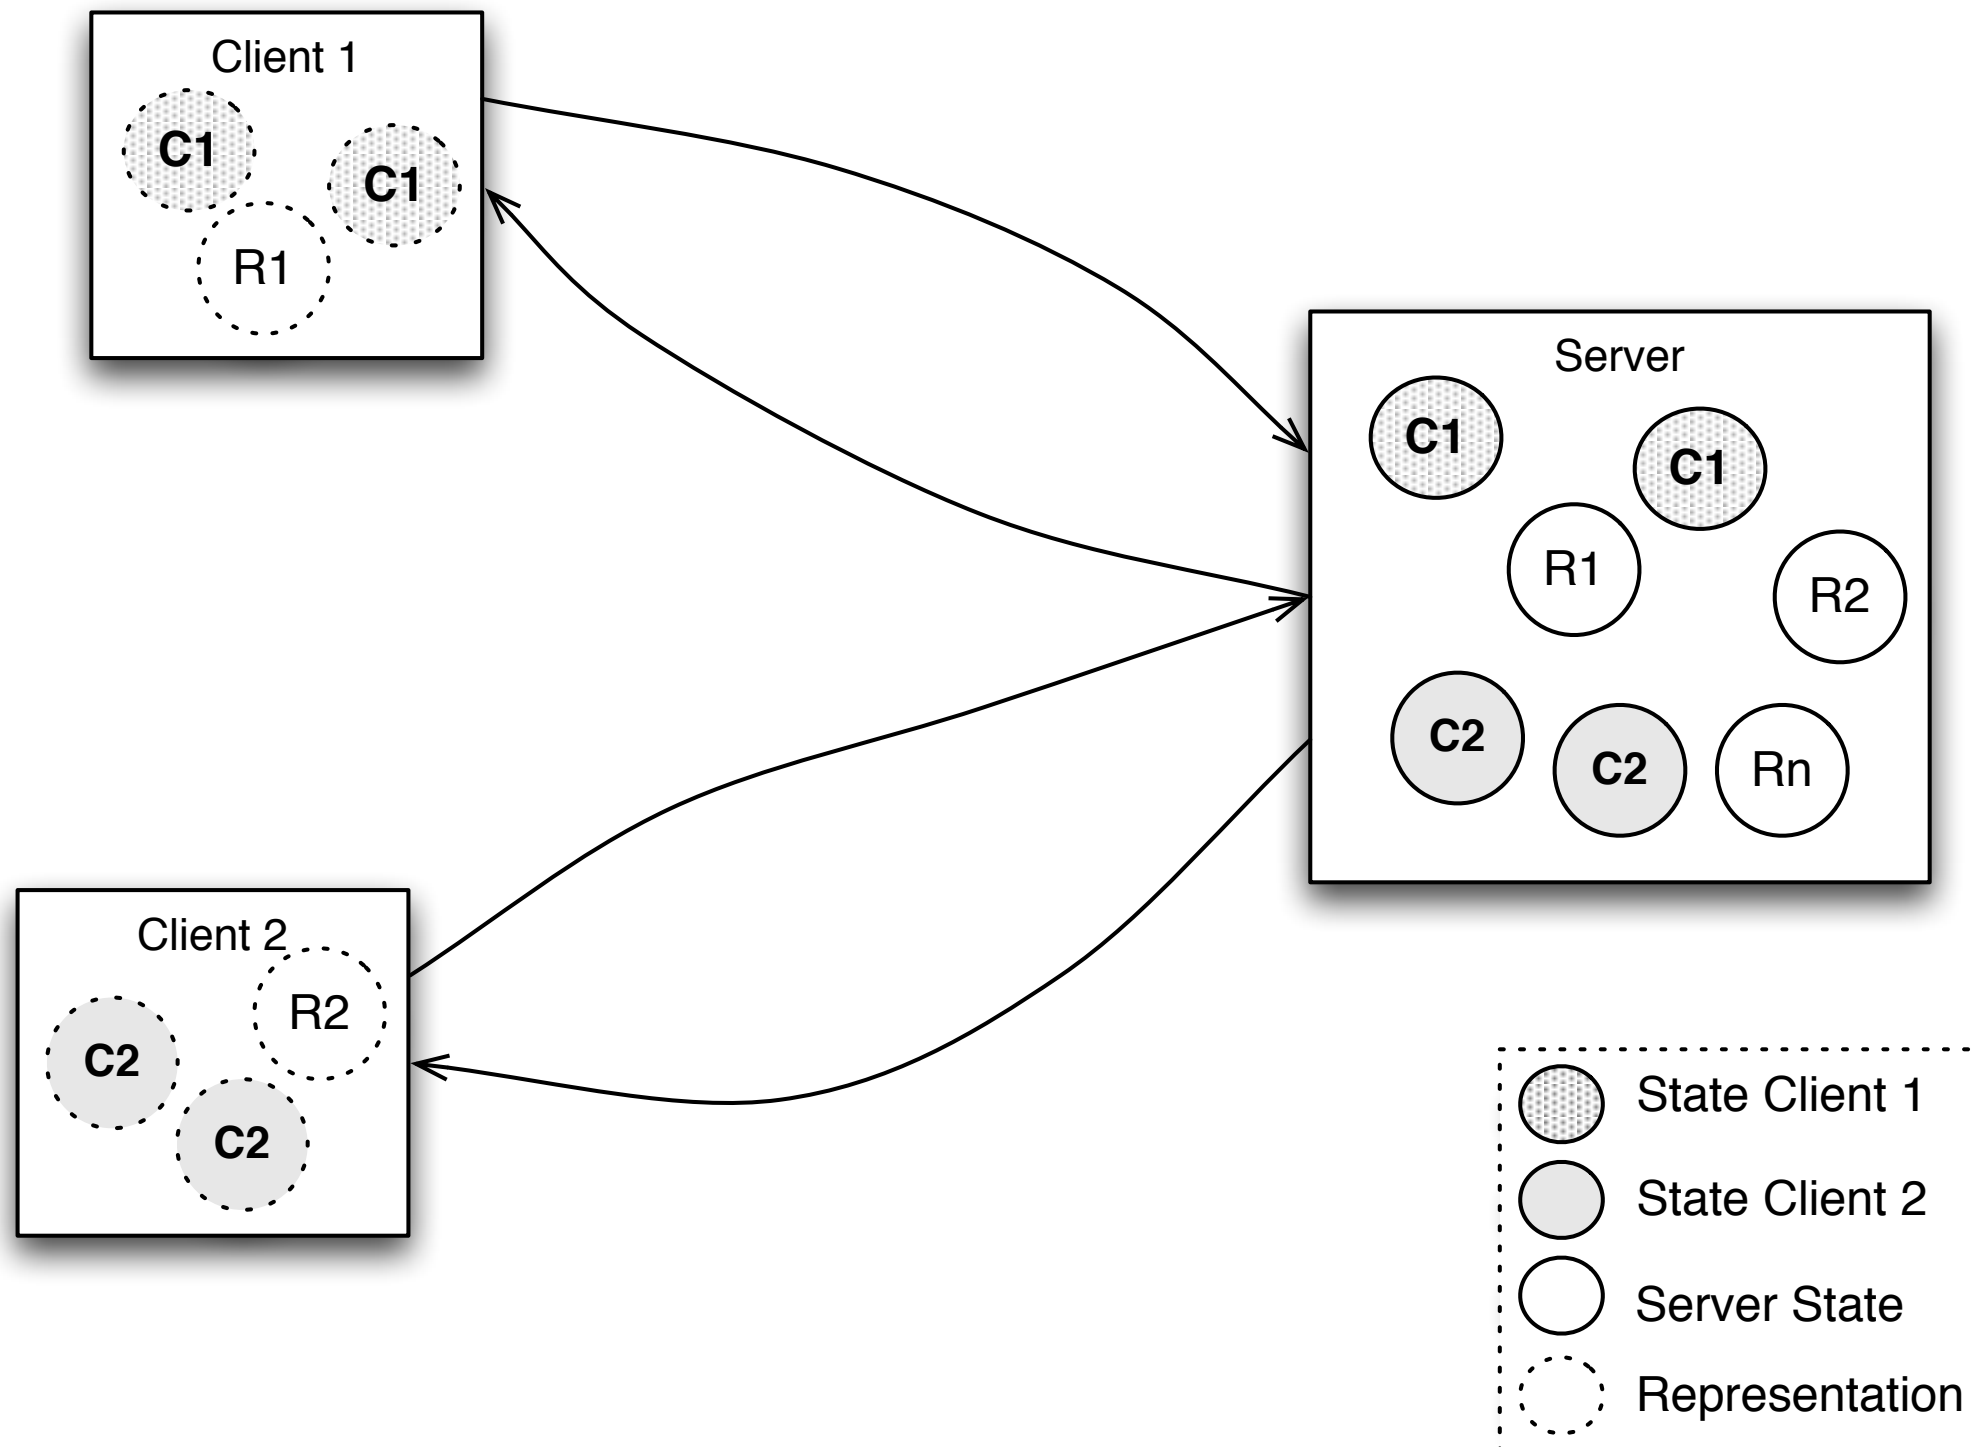 Client 1
C1
C1
R1
Server
C1
C1
R1
R2
C2
C2
Rn
Client 2
R2
C2
C2
State Client 1
State Client 2
Server State
Representation